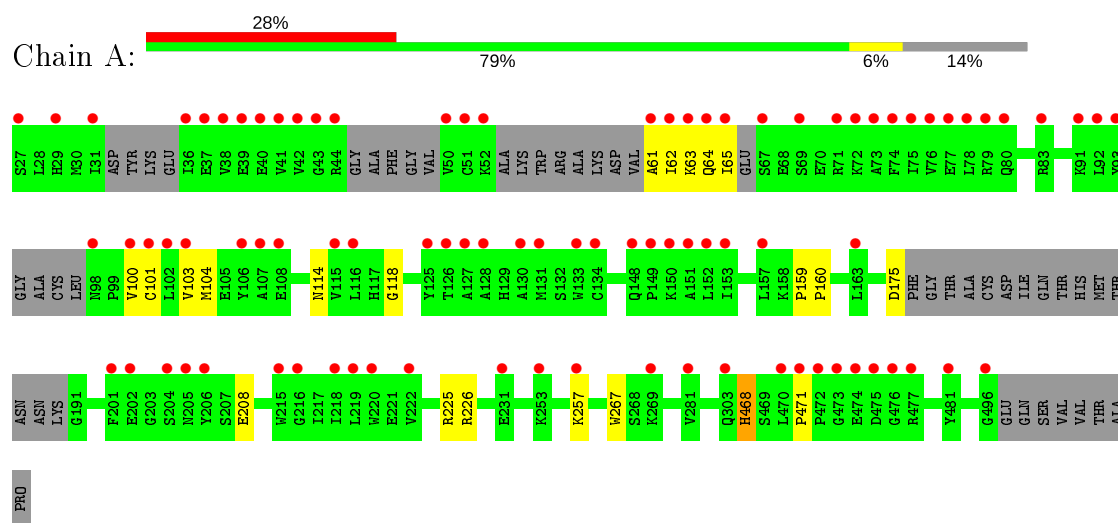 28%
Chain A:
79% 6% 14%
S27 L28 H29 M30 I31 ASP TYR LYS GLU I36 E37 V38 E39 E40 V41 V42 G43 R44 GLY ALA PHE GLY VAL V50 C51 K52 ALA LYS TRP ARG ALA LYS ASP VAL A61 I62 K63 Q64 I65 GLU S67 E68 S69 E70 R71 K72 A73 F74 I75 V76 E77 L78 R79 Q80 R83 K91 L92 Y93
GLY ALA CYS LEU N98 P99 V100 C101 L102 V103 M104 E105 Y106 A107 E108 N114 V115 L116 H117 G118 Y125 T126 A127 A128 H129 A130 M131 S132 W133 C134 Q148 P149 K150 A151 L152 I153 L157 K158 P159 P160 L163 D175 PHE GLY THR ALA CYS ASP ILE GLN THR HIS MET THR
ASN ASN LYS G191 F201 E202 G203 S204 N205 Y206 S207 E208 W215 G216 I217 I218 L219 W220 E221 V222 R225 R226 E231 K253 K257 W267 S268 K269 V281 Q303 H468 S469 L470 P471 P472 G473 E474 D475 G476 R477 Y481 G496 GLU GLN SER VAL VAL THR ALA
PRO